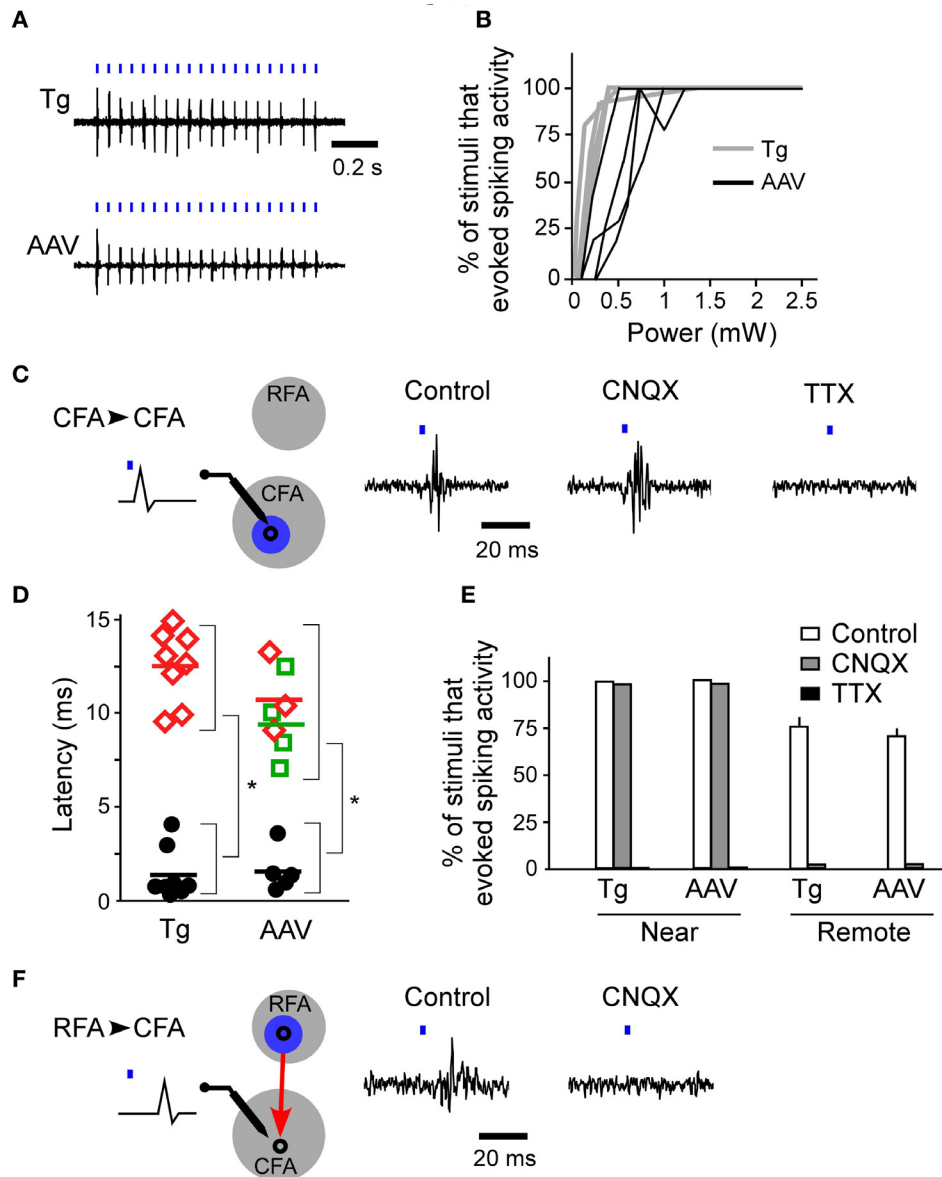 A
Tg
0.2 s
AAV
B
% of stimuli that
evoked spiking activity
100
75
50
25
0
0 0.5 1 1.5 2 2.5
Power (mW)
Tg
AAV
C
CFA ➤ CFA
RFA
CFA
Control
CNQX
TTX
20 ms
D
Latency (ms)
15
10
5
0
*
*
Tg
AAV
E
% of stimuli that
evoked spiking activity
100
75
50
25
0
Control
CNQX
TTX
Tg AAV Tg AAV
Near Remote
F
RFA ➤ CFA
RFA
CFA
Control
CNQX
20 ms